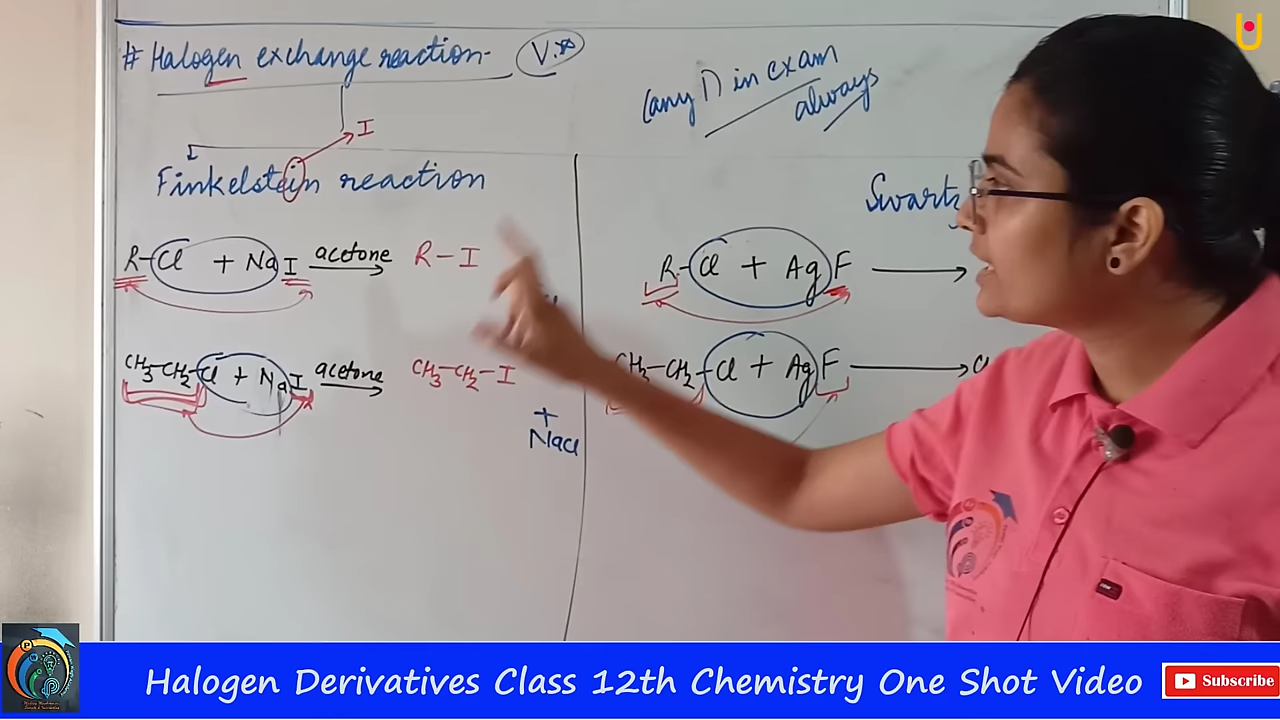 # Halogen exchange reaction- V.*
(any 1) in exam
always
I
Finkelstein reaction
Swartz
R-Cl + NaI acetone → R-I
R-Cl + AgF →
CH3-CH2-Cl + NaI acetone → CH3-CH2-I
+
NaCl
CH3-CH2-Cl + AgF →
Halogen Derivatives Class 12th Chemistry One Shot Video
Subscribe